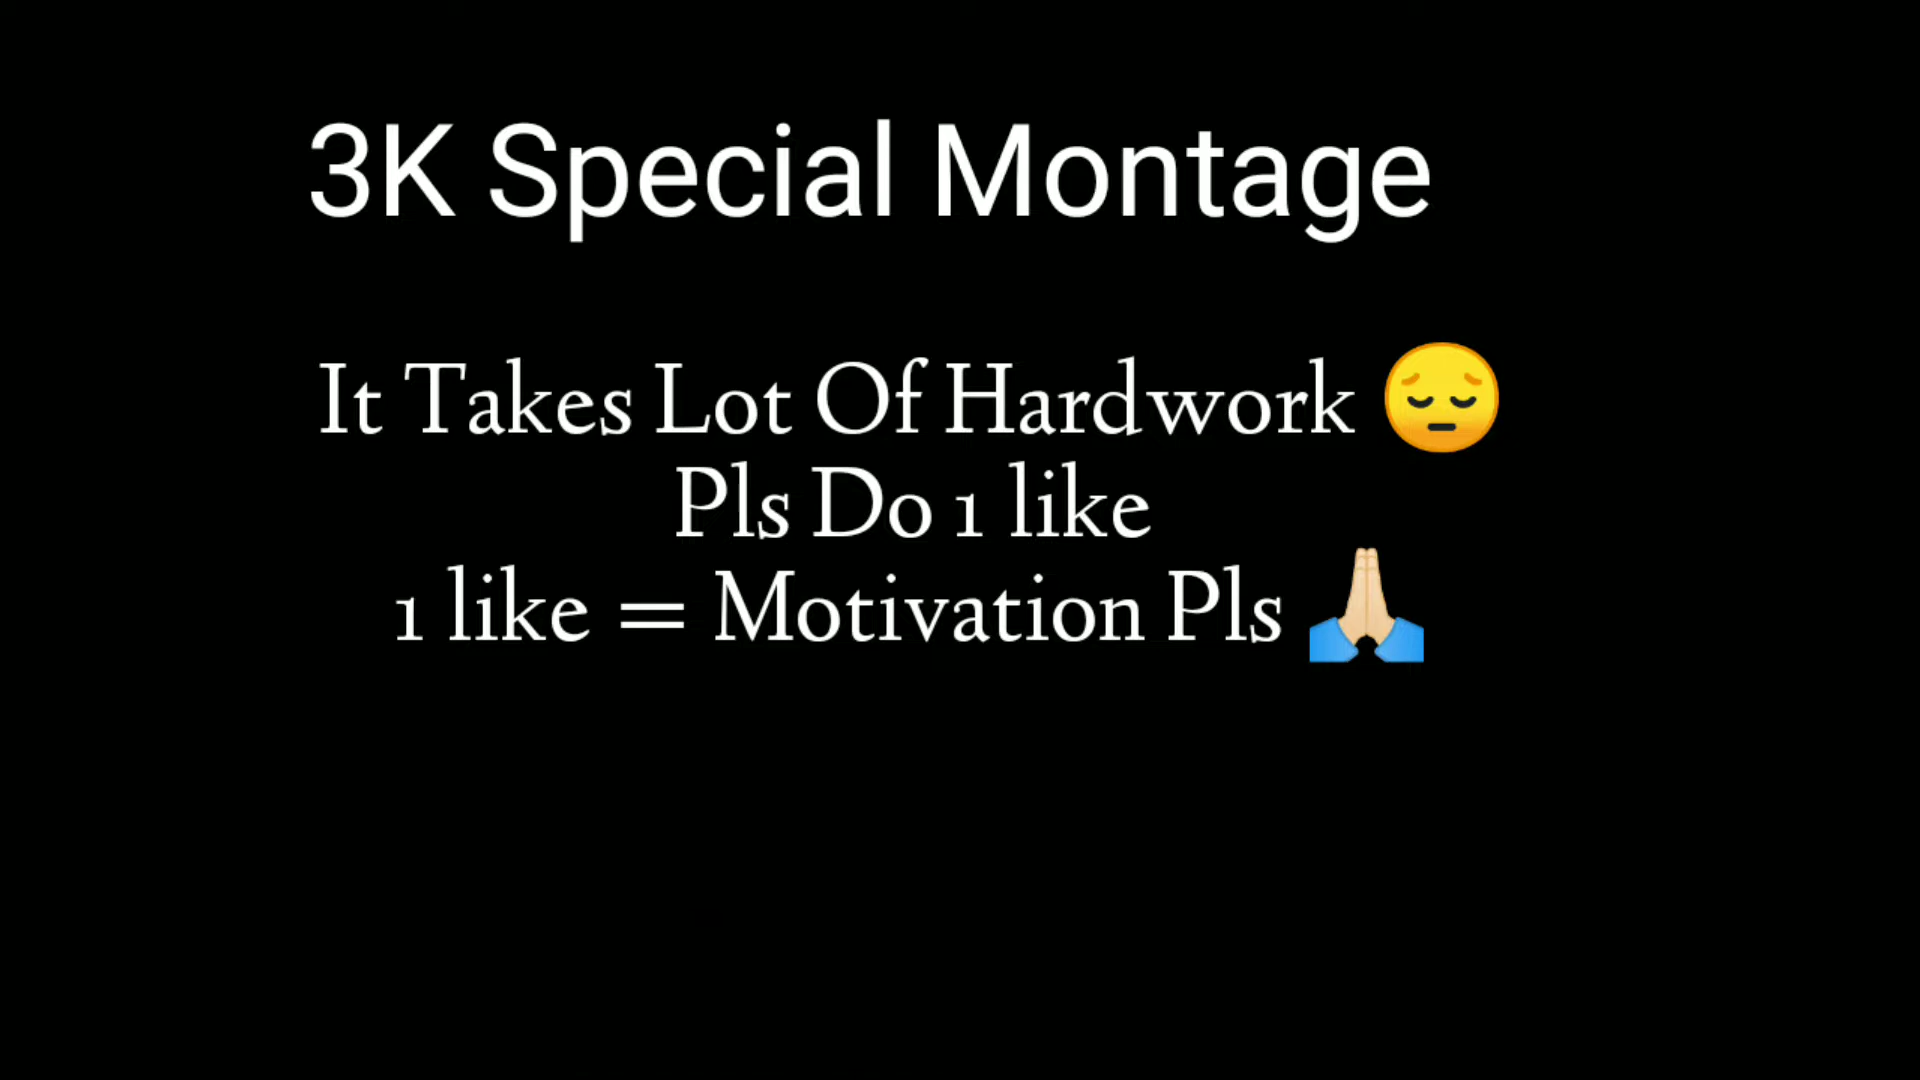 3K Special Montage
It Takes Lot Of Hardwork 😔
Pls Do 1 like
1 like = Motivation Pls 🙏🏻